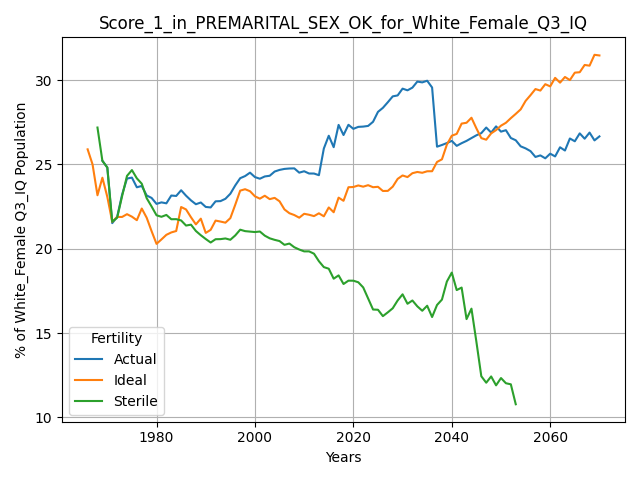 Score_1_in_PREMARITAL_SEX_OK_for_White_Female_Q3_IQ
% of White_Female Q3_IQ Population
30
25
20
15
10
Fertility
Actual
Ideal
Sterile
1980 2000 2020 2040 2060
Years